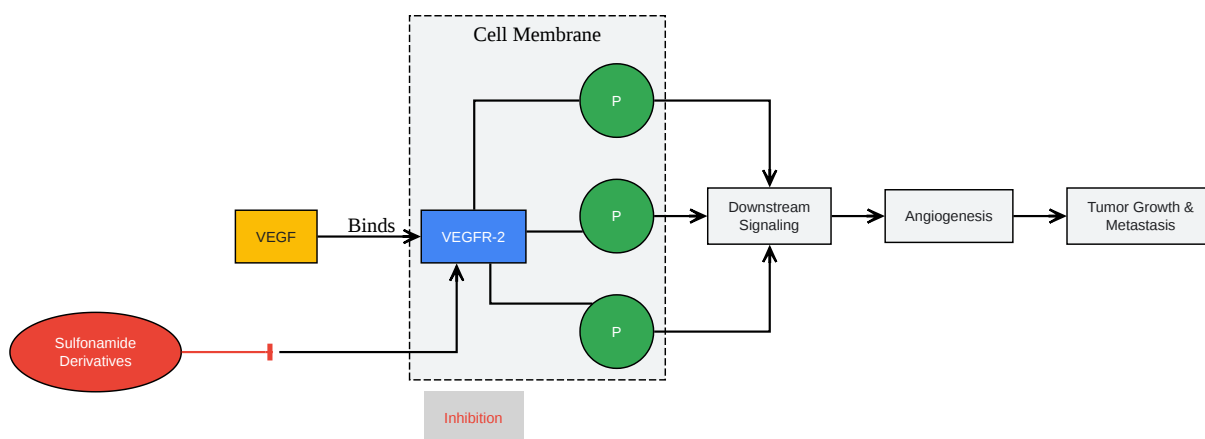 Cell Membrane
P
P
Downstream
Signaling
Angiogenesis
Tumor Growth &
Metastasis
VEGF
Binds
VEGFR-2
P
Sulfonamide
Derivatives
Inhibition